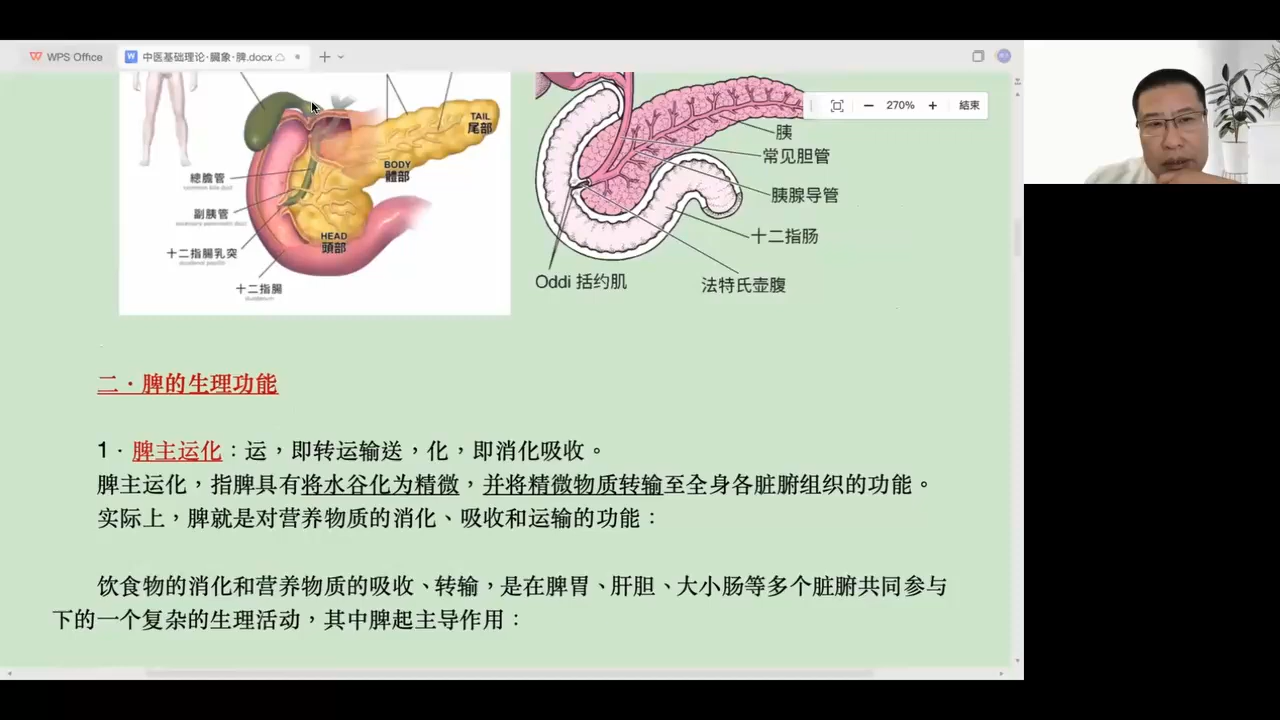 WPS Office
中医基础理论·臟象·脾.docx
270%
結束
TAIL
尾部
BODY
體部
總膽管
common bile duct
副胰管
accessory pancreatic duct
HEAD
頭部
十二指腸乳突
duodenal papilla
十二指腸
duodenum
胰
常见胆管
胰腺导管
十二指肠
Oddi 括约肌
法特氏壶腹
二·脾的生理功能
1·脾主运化：运，即转运输送，化，即消化吸收。
脾主运化，指脾具有将水谷化为精微，并将精微物质转输至全身各脏腑组织的功能。
实际上，脾就是对营养物质的消化、吸收和运输的功能：
饮食物的消化和营养物质的吸收、转输，是在脾胃、肝胆、大小肠等多个脏腑共同参与
下的一个复杂的生理活动，其中脾起主导作用：